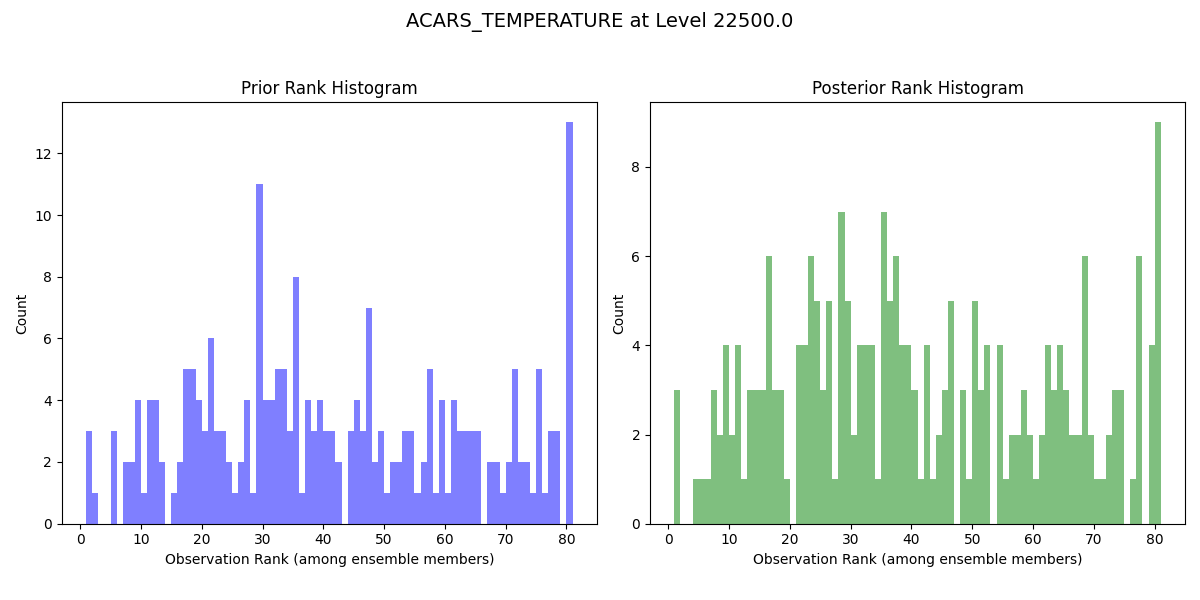 ACARS_TEMPERATURE at Level 22500.0
Prior Rank Histogram
Count
12
10
8
6
4
2
0
0 10 20 30 40 50 60 70 80
Observation Rank (among ensemble members)
Posterior Rank Histogram
Count
8
6
4
2
0
0 10 20 30 40 50 60 70 80
Observation Rank (among ensemble members)